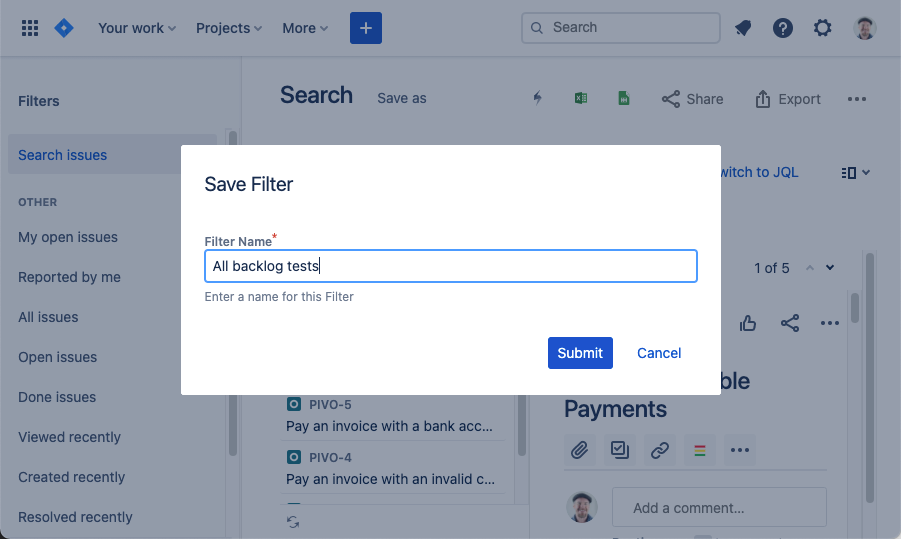 Your work
Projects
More
+
Search
Filters
Search issues
OTHER
My open issues
Reported by me
All issues
Open issues
Done issues
Viewed recently
Created recently
Resolved recently
Search
Save as
Share
Export
witch to JQL
1 of 5
Save Filter
Filter Name*
All backlog tests
Enter a name for this Filter
Submit
Cancel
PIVO-5
Pay an invoice with a bank acc...
PIVO-4
Pay an invoice with an invalid c...
ble
Payments
Add a comment...